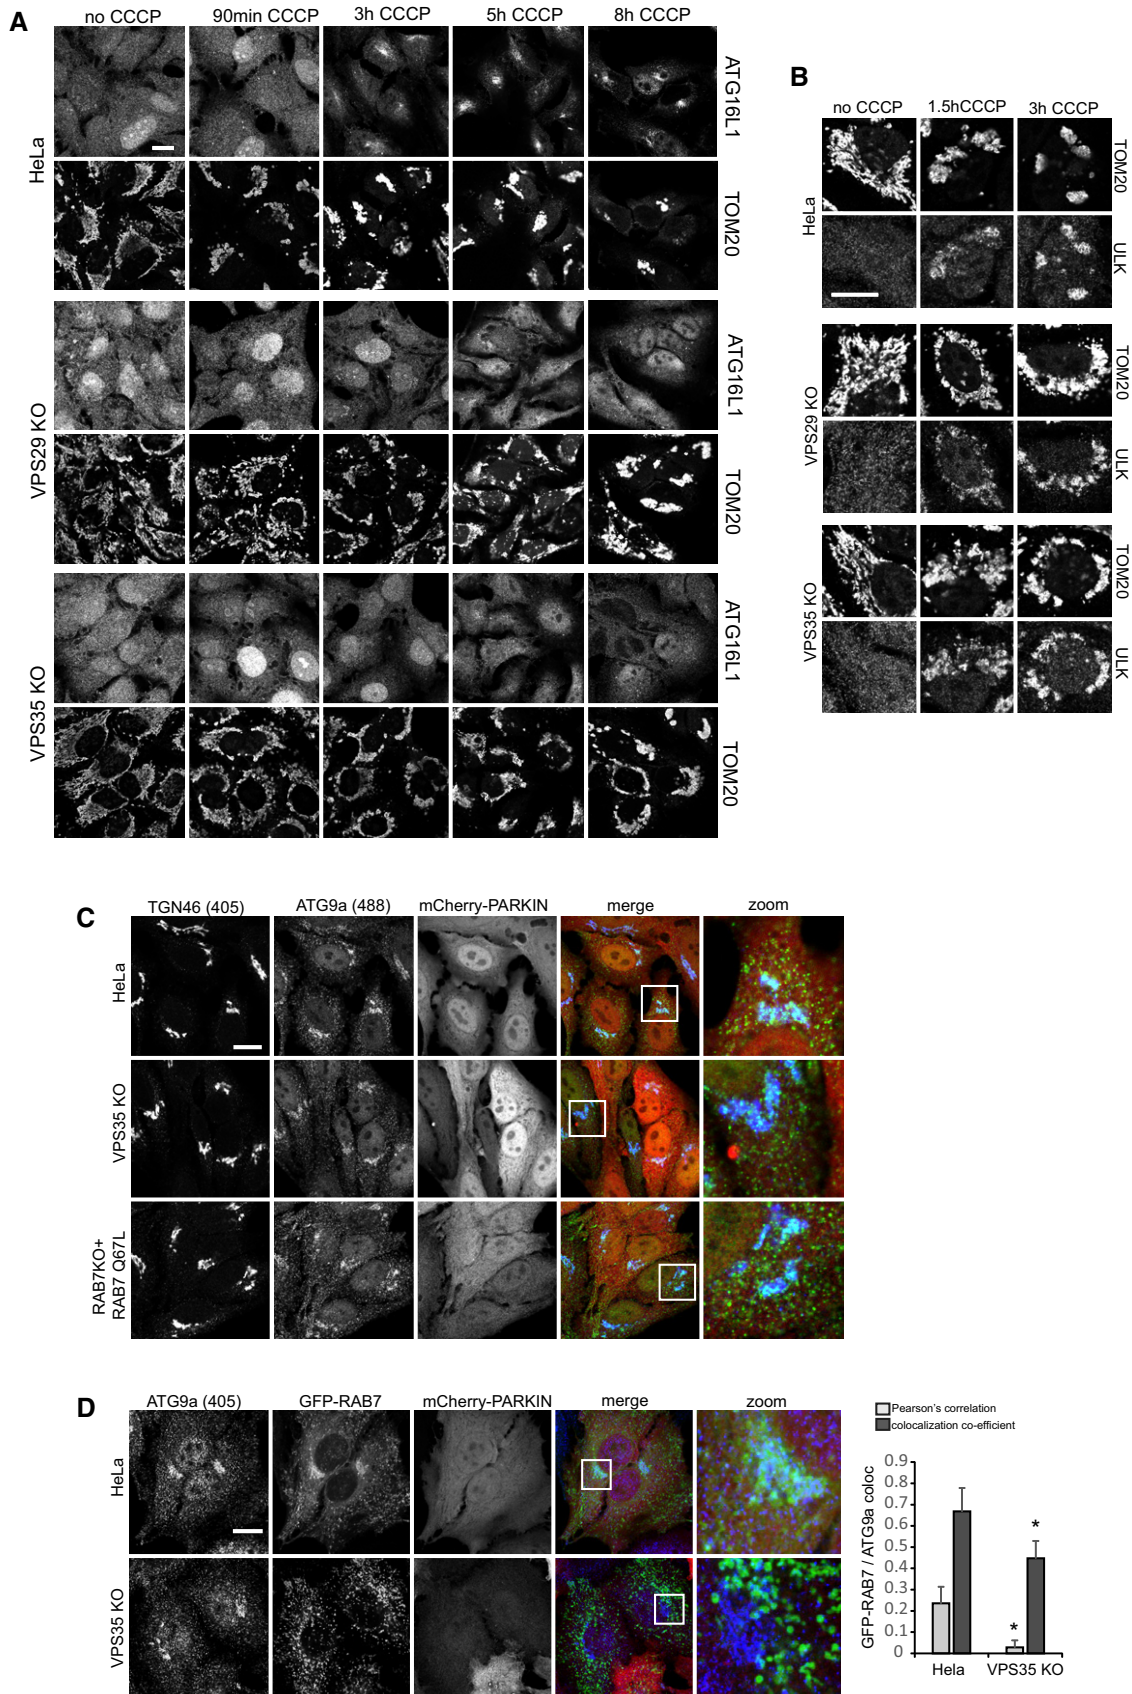 A
no CCCP 90min CCCP 3h CCCP 5h CCCP 8h CCCP
HeLa
ATG16L1
TOM20
VPS29 KO
ATG16L1
TOM20
VPS35 KO
ATG16L1
TOM20
B
no CCCP 1.5hCCCP 3h CCCP
HeLa
TOM20
ULK
VPS29 KO
TOM20
ULK
VPS35 KO
TOM20
ULK
C
TGN46 (405) ATG9a (488) mCherry-PARKIN merge zoom
HeLa
VPS35 KO
RAB7KO+
RAB7 Q67L
D
ATG9a (405) GFP-RAB7 mCherry-PARKIN merge zoom
HeLa
VPS35 KO
Pearson's correlation
colocalization co-efficient
GFP-RAB7 / ATG9a coloc
0.9
0.8
0.7
0.6
0.5
0.4
0.3
0.2
0.1
0
*
*
Hela VPS35 KO